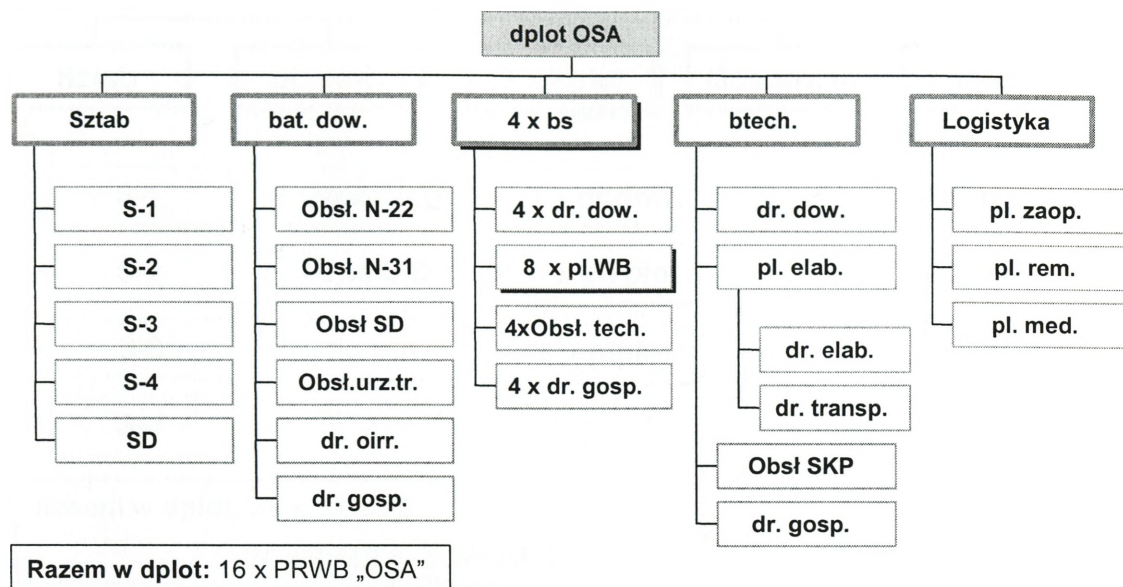 dplot OSA
Sztab
bat. dow.
4 x bs
btech.
Logistyka
S-1
S-2
S-3
S-4
SD
Obsł. N-22
Obsł. N-31
Obsł SD
Obsł.urz.tr.
dr. oirr.
dr. gosp.
4 x dr. dow.
8 x pl.WB
4xObsł. tech.
4 x dr. gosp.
dr. dow.
pl. elab.
dr. elab.
dr. transp.
Obsł SKP
dr. gosp.
pl. zaop.
pl. rem.
pl. med.
Razem w dplot: 16 x PRWB „OSA”